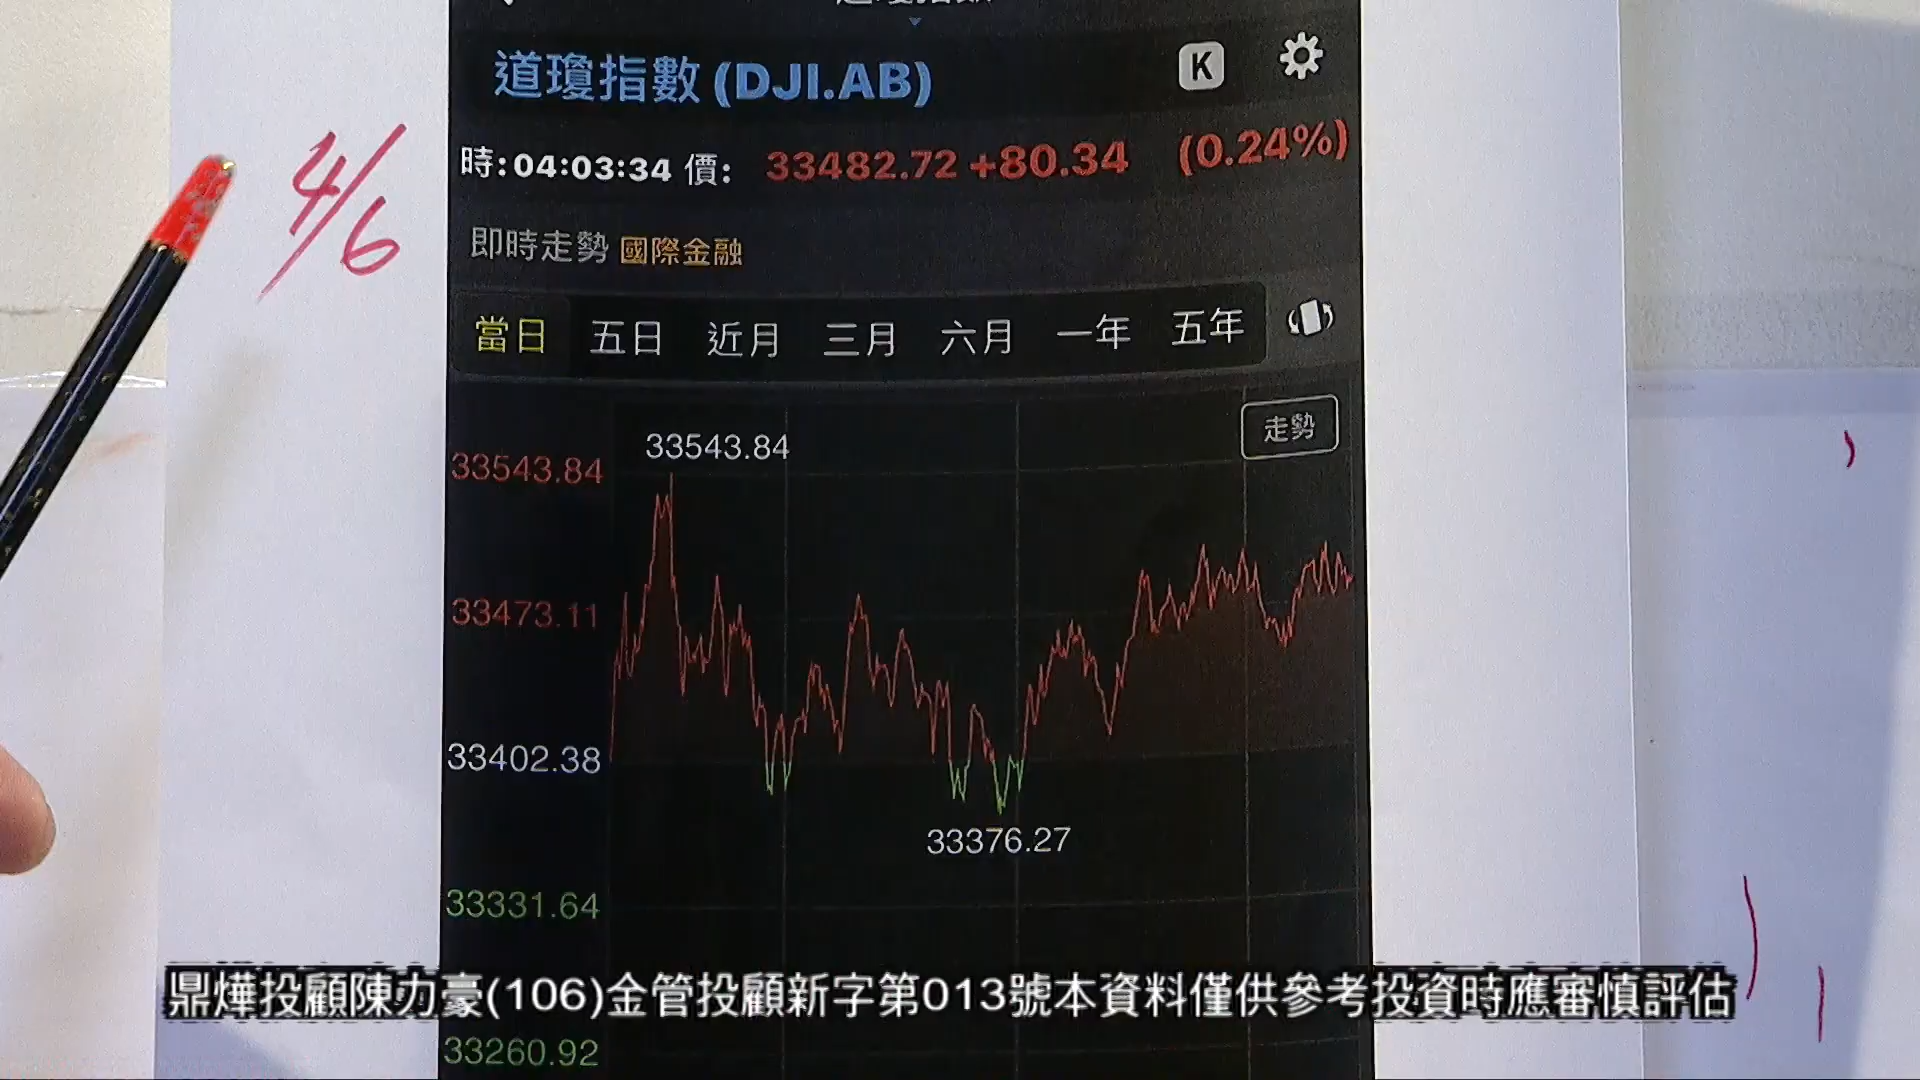 道瓊指數 (DJI.AB)
K
4/6
時:04:03:34 價: 33482.72 +80.34 (0.24%)
即時走勢 國際金融
當日 五日 近月 三月 六月 一年 五年
走勢
33543.84
33543.84
33473.11
33402.38
33376.27
33331.64
鼎燁投顧陳力豪(106)金管投顧新字第013號本資料僅供參考投資時應審慎評估
33260.92